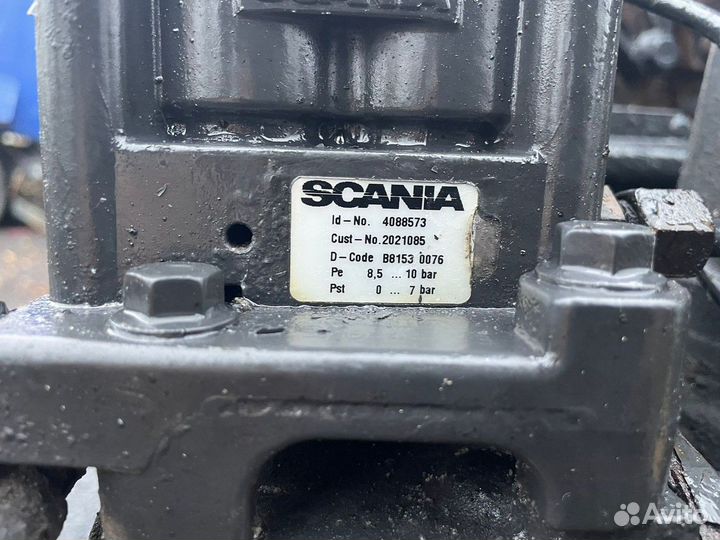 SCANIA
SCANIA
Id-No. 4088573
Cust-No. 2021085
D-Code B8153 0076
Pe 8,5 ... 10 bar
Pst 0 ... 7 bar
Avito